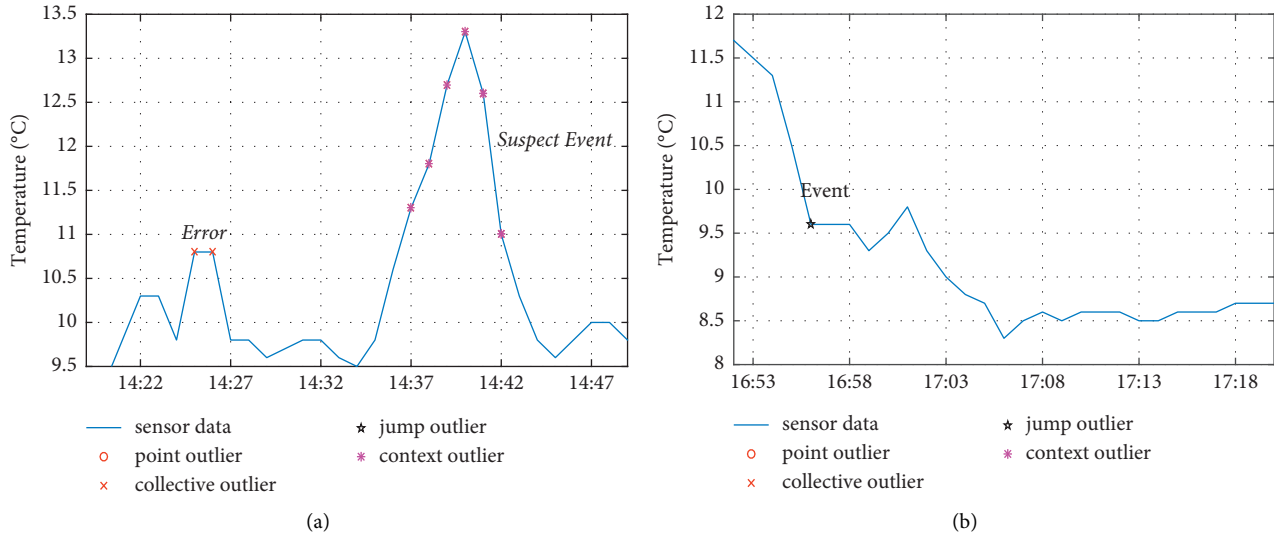 13.5
13
12.5
12
11.5
11
10.5
10
9.5
Temperature (°C)
Error
Suspect Event
14:22 14:27 14:32 14:37 14:42 14:47
sensor data
point outlier
collective outlier
jump outlier
context outlier
(a)
12
11.5
11
10.5
10
9.5
9
8.5
8
Temperature (°C)
Event
16:53 16:58 17:03 17:08 17:13 17:18
sensor data
point outlier
collective outlier
jump outlier
context outlier
(b)